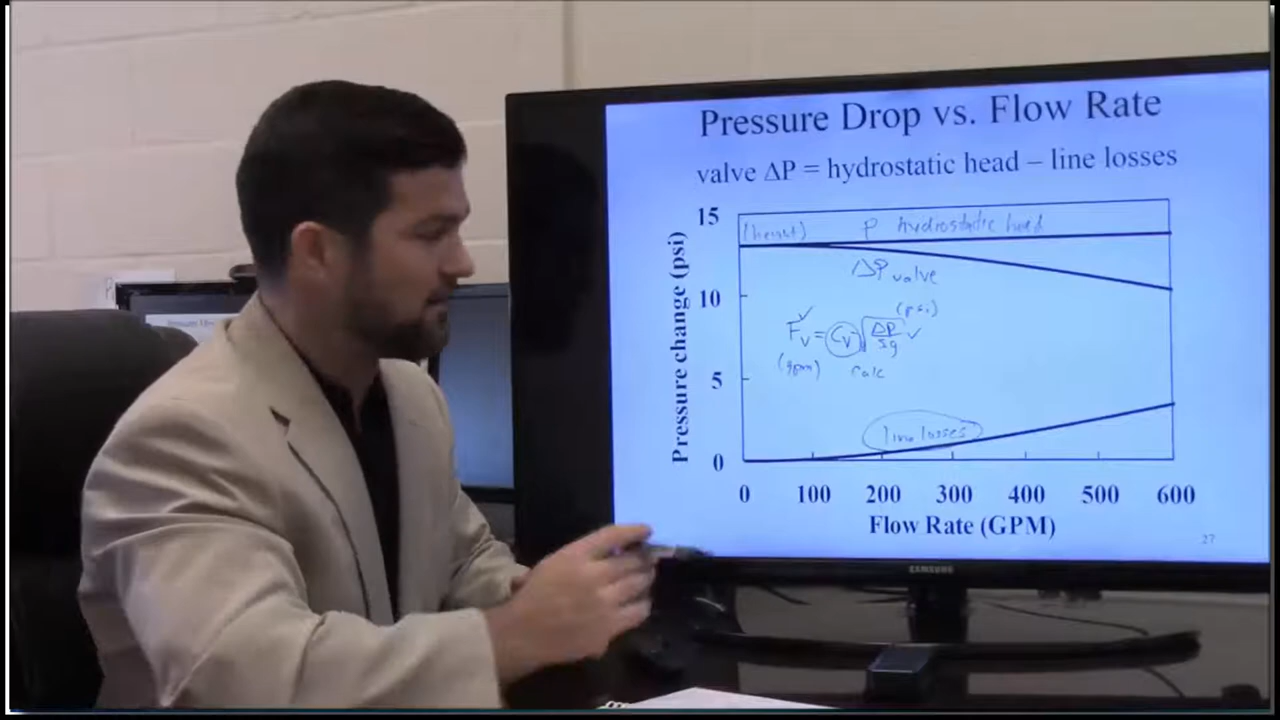 Pressure Drop vs. Flow Rate
valve ΔP = hydrostatic head – line losses
Pressure change (psi)
15
10
5
0
P hydrostatic head
ΔP valve
(psi)
Fv = Cv √ΔP/sg
(gpm) calc
line losses
0 100 200 300 400 500 600
Flow Rate (GPM)
27
SAMSUNG